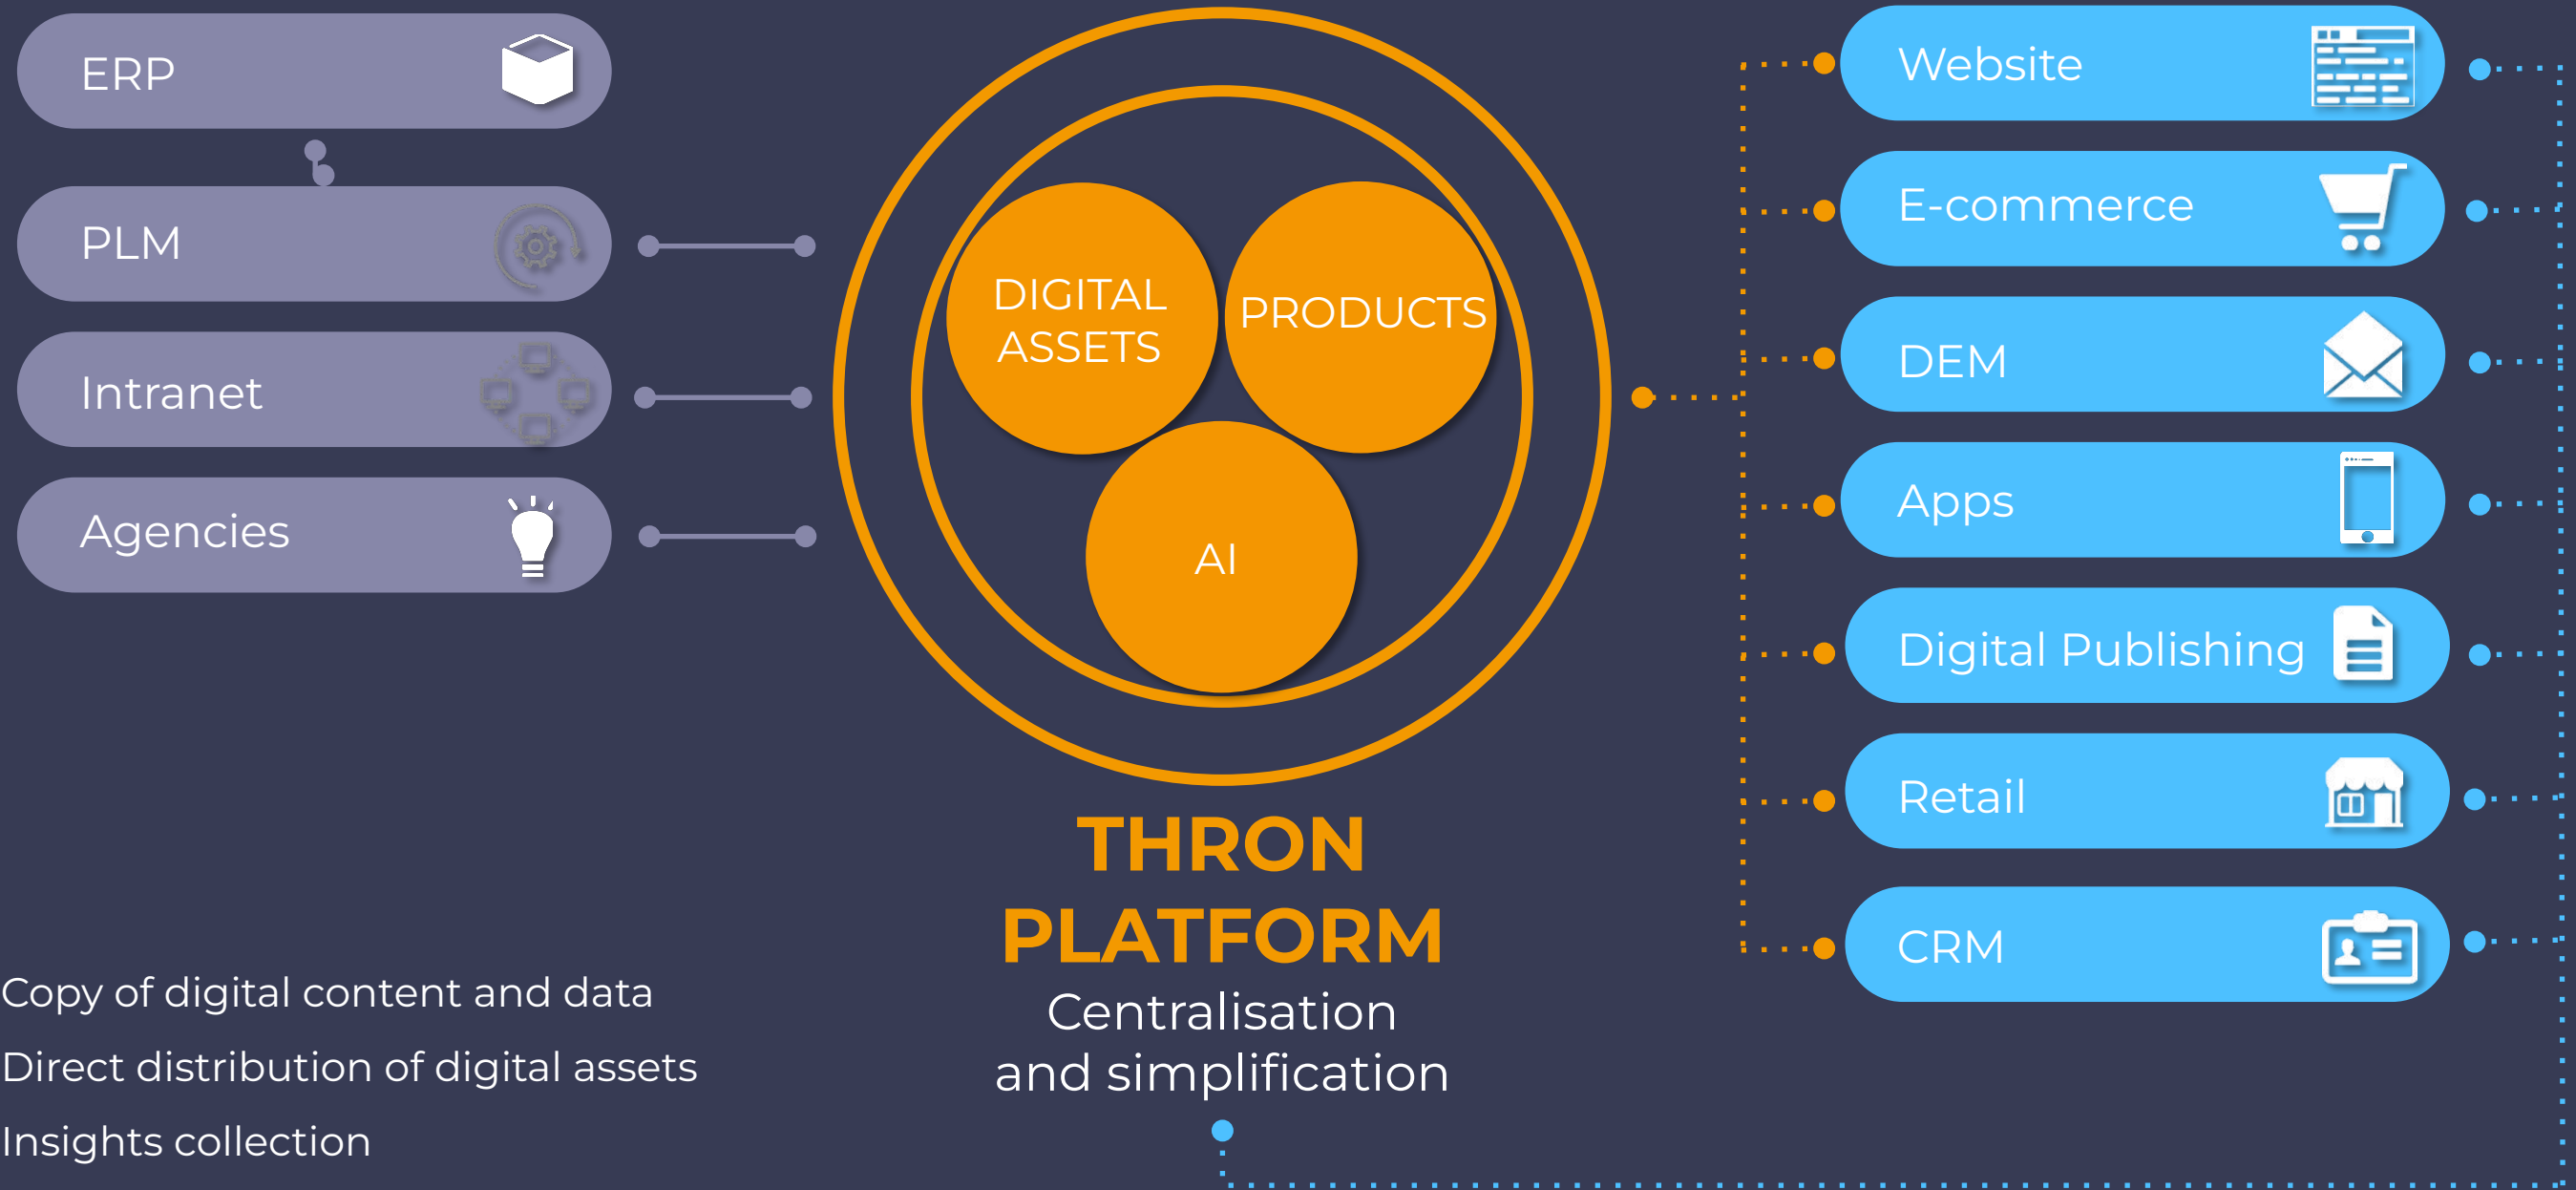 ERP
PLM
Intranet
Agencies
DIGITAL
ASSETS
PRODUCTS
AI
THRON
PLATFORM
Centralisation
and simplification
Website
E-commerce
DEM
Apps
Digital Publishing
Retail
CRM
Copy of digital content and data
Direct distribution of digital assets
Insights collection